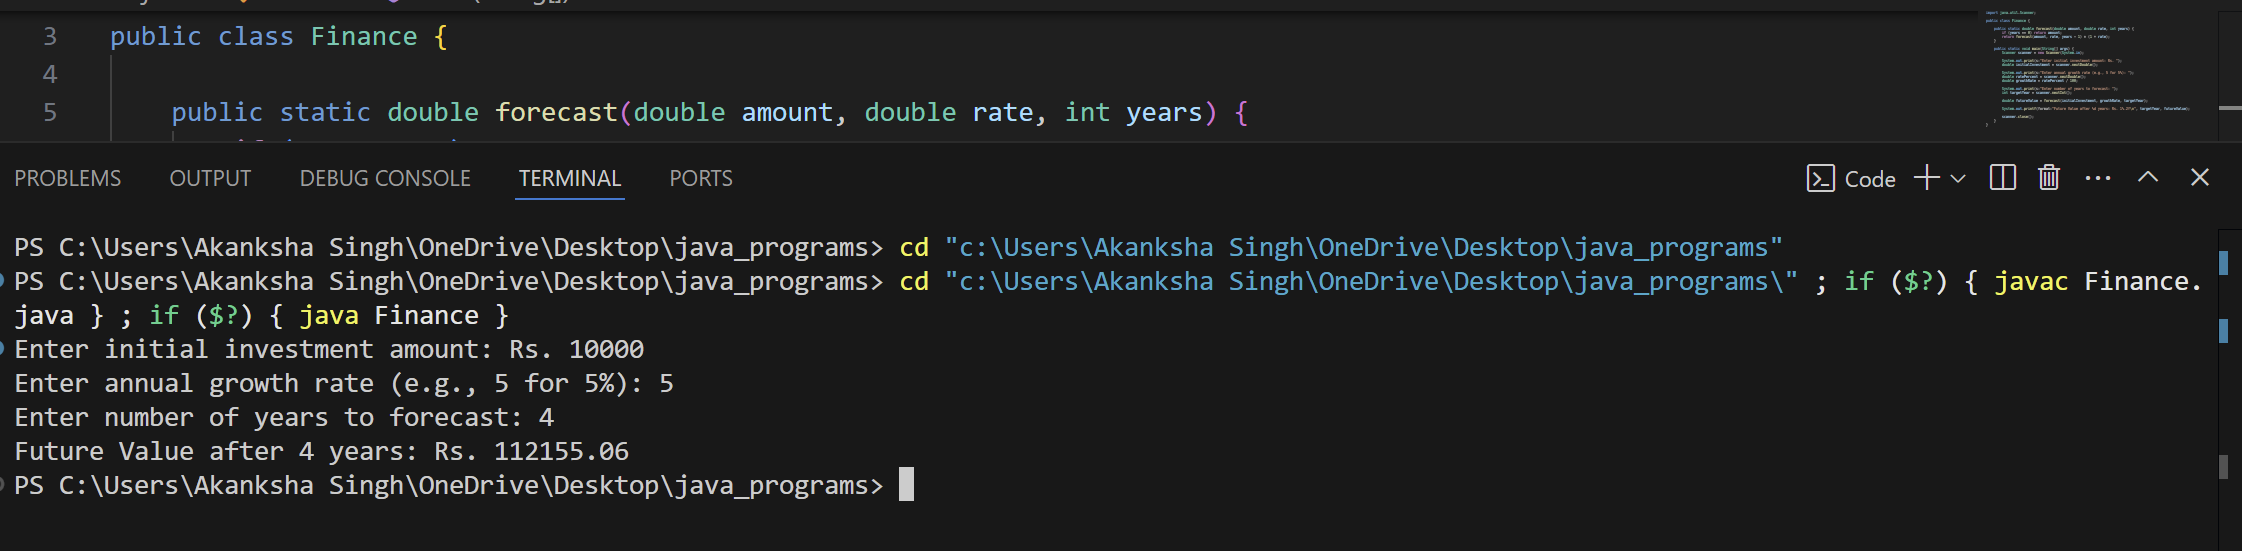 3 public class Finance {
4
5 public static double forecast(double amount, double rate, int years) {
PROBLEMS OUTPUT DEBUG CONSOLE TERMINAL PORTS Code
PS C:\Users\Akanksha Singh\OneDrive\Desktop\java_programs> cd "c:\Users\Akanksha Singh\OneDrive\Desktop\java_programs"
PS C:\Users\Akanksha Singh\OneDrive\Desktop\java_programs> cd "c:\Users\Akanksha Singh\OneDrive\Desktop\java_programs\" ; if ($?) { javac Finance.
java } ; if ($?) { java Finance }
Enter initial investment amount: Rs. 10000
Enter annual growth rate (e.g., 5 for 5%): 5
Enter number of years to forecast: 4
Future Value after 4 years: Rs. 112155.06
PS C:\Users\Akanksha Singh\OneDrive\Desktop\java_programs>